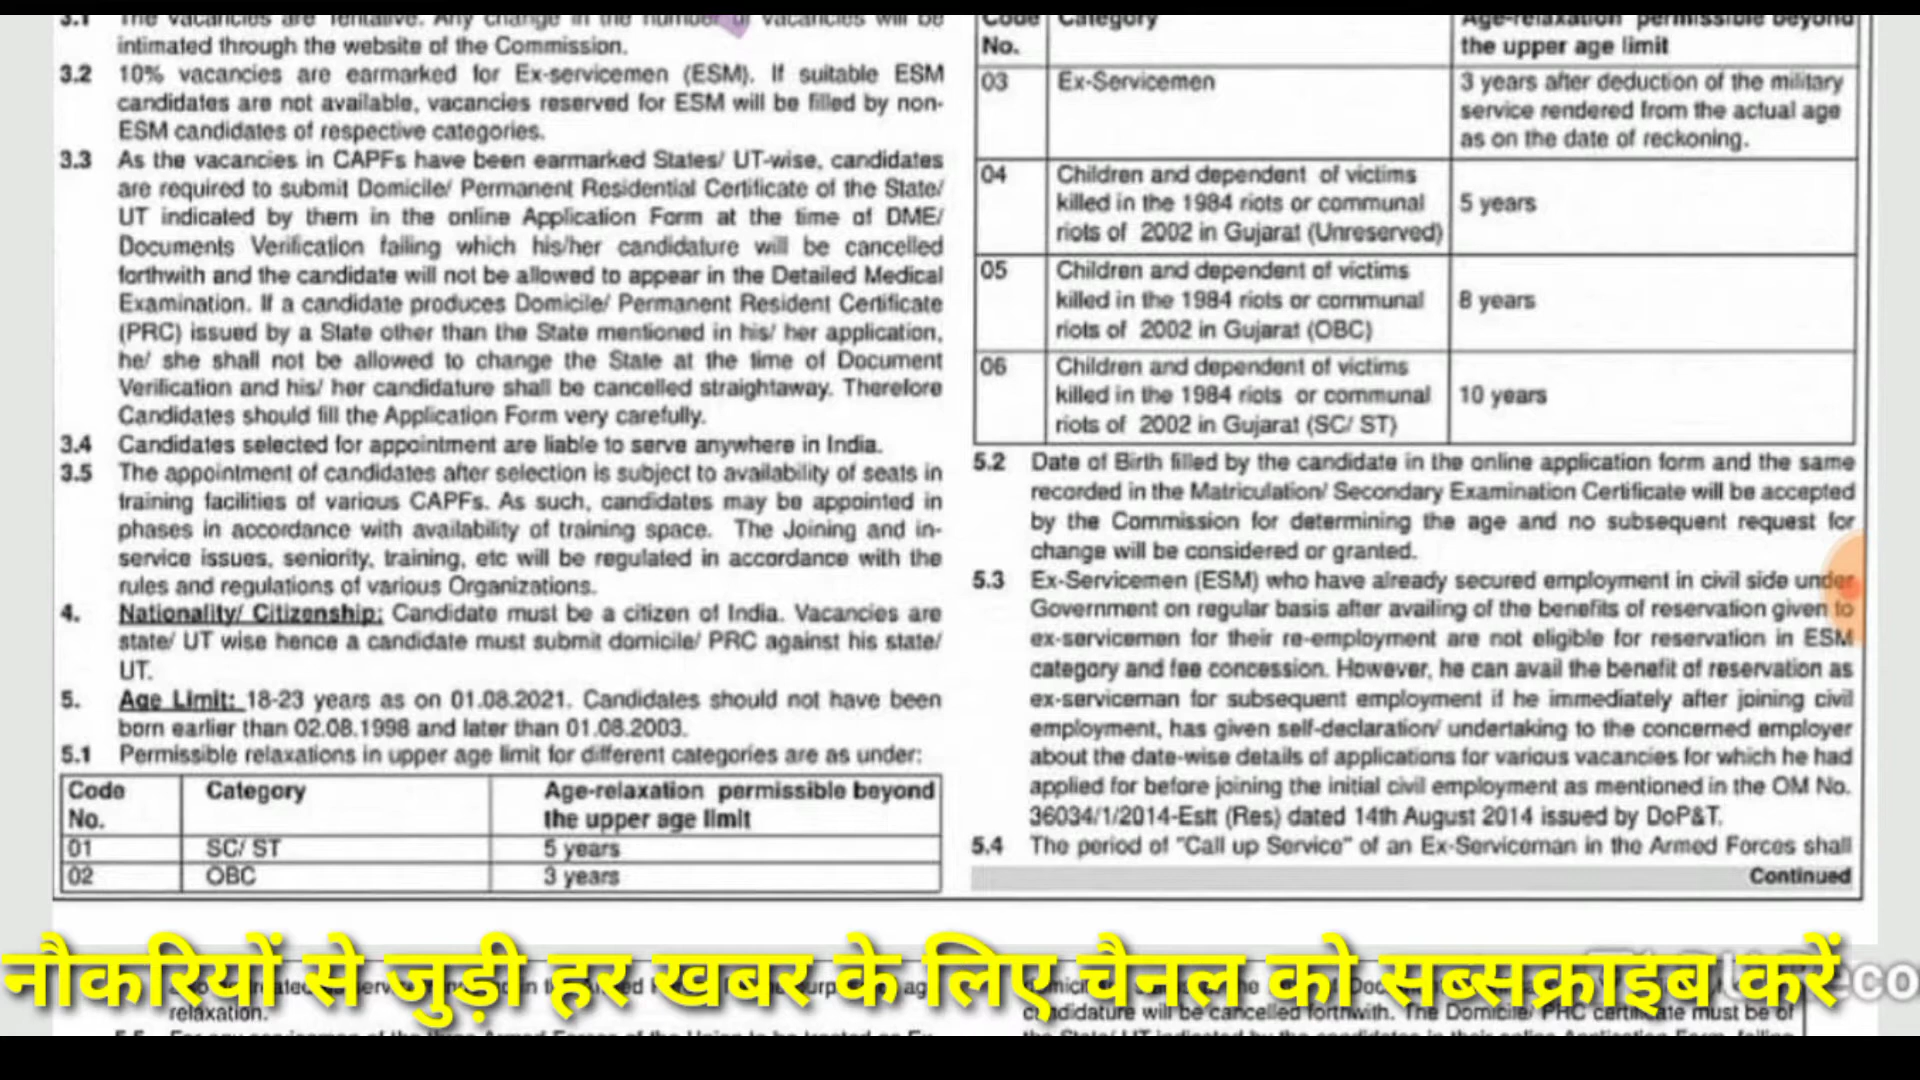 3.1 The vacancies are Tentative. Any change in the number of vacancies will be
intimated through the website of the Commission.
3.2 10% vacancies are earmarked for Ex-servicemen (ESM). If suitable ESM
candidates are not available, vacancies reserved for ESM will be filled by non-
ESM candidates of respective categories.
3.3 As the vacancies in CAPFs have been earmarked States/ UT-wise, candidates
are required to submit Domicile/ Permanent Residential Certificate of the State/
UT indicated by them in the online Application Form at the time of DME/
Documents Verification failing which his/her candidature will be cancelled
forthwith and the candidate will not be allowed to appear in the Detailed Medical
Examination. If a candidate produces Domicile/ Permanent Resident Certificate
(PRC) issued by a State other than the State mentioned in his/ her application,
he/ she shall not be allowed to change the State at the time of Document
Verification and his/ her candidature shall be cancelled straightaway. Therefore
Candidates should fill the Application Form very carefully.
3.4 Candidates selected for appointment are liable to serve anywhere in India.
3.5 The appointment of candidates after selection is subject to availability of seats in
training facilities of various CAPFs. As such, candidates may be appointed in
phases in accordance with availability of training space. The Joining and in-
service issues, seniority, training, etc will be regulated in accordance with the
rules and regulations of various Organizations.
4. Nationality/ Citizenship: Candidate must be a citizen of India. Vacancies are
state/ UT wise hence a candidate must submit domicile/ PRC against his state/
UT.
5. Age Limit: 18-23 years as on 01.08.2021. Candidates should not have been
born earlier than 02.08.1998 and later than 01.08.2003.
5.1 Permissible relaxations in upper age limit for different categories are as under:
Code Category Age-relaxation permissible beyond
No. the upper age limit
01 SC/ ST 5 years
02 OBC 3 years
Code Category Age-relaxation permissible beyond
No. the upper age limit
03 Ex-Servicemen 3 years after deduction of the military
service rendered from the actual age
as on the date of reckoning.
04 Children and dependent of victims
killed in the 1984 riots or communal 5 years
riots of 2002 in Gujarat (Unreserved)
05 Children and dependent of victims
killed in the 1984 riots or communal 8 years
riots of 2002 in Gujarat (OBC)
06 Children and dependent of victims
killed in the 1984 riots or communal 10 years
riots of 2002 in Gujarat (SC/ ST)
5.2 Date of Birth filled by the candidate in the online application form and the same
recorded in the Matriculation/ Secondary Examination Certificate will be accepted
by the Commission for determining the age and no subsequent request for
change will be considered or granted.
5.3 Ex-Servicemen (ESM) who have already secured employment in civil side under
Government on regular basis after availing of the benefits of reservation given to
ex-servicemen for their re-employment are not eligible for reservation in ESM
category and fee concession. However, he can avail the benefit of reservation as
ex-serviceman for subsequent employment if he immediately after joining civil
employment, has given self-declaration/ undertaking to the concerned employer
about the date-wise details of applications for various vacancies for which he had
applied for before joining the initial civil employment as mentioned in the OM No.
36034/1/2014-Estt (Res) dated 14th August 2014 issued by DoP&T.
5.4 The period of "Call up Service" of an Ex-Serviceman in the Armed Forces shall
Continued
नौकरियों से जुड़ी हर खबर के लिए चैनल को सब्सक्राइब करें
relaxation.
candidature will be cancelled forthwith. The Domicile/ PRC certificate must be of